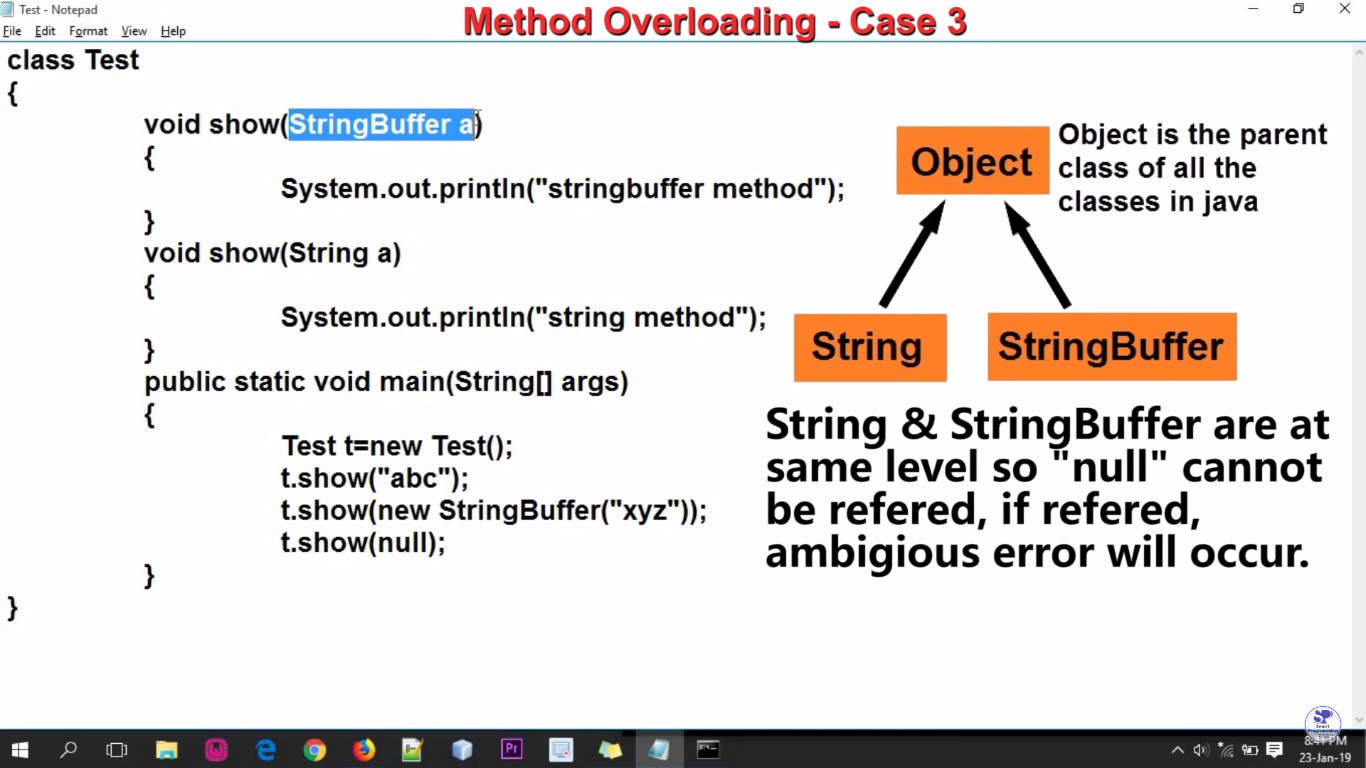 Test - Notepad
Method Overloading - Case 3
File Edit Format View Help
class Test
{
void show(StringBuffer a)
{
System.out.println("stringbuffer method");
}
void show(String a)
{
System.out.println("string method");
}
public static void main(String[] args)
{
Test t=new Test();
t.show("abc");
t.show(new StringBuffer("xyz"));
t.show(null);
}
}
Object
Object is the parent
class of all the
classes in java
String
StringBuffer
String & StringBuffer are at
same level so "null" cannot
be refered, if refered,
ambigious error will occur.
Pr
SP
Smart
8:41 PM
23-Jan-19